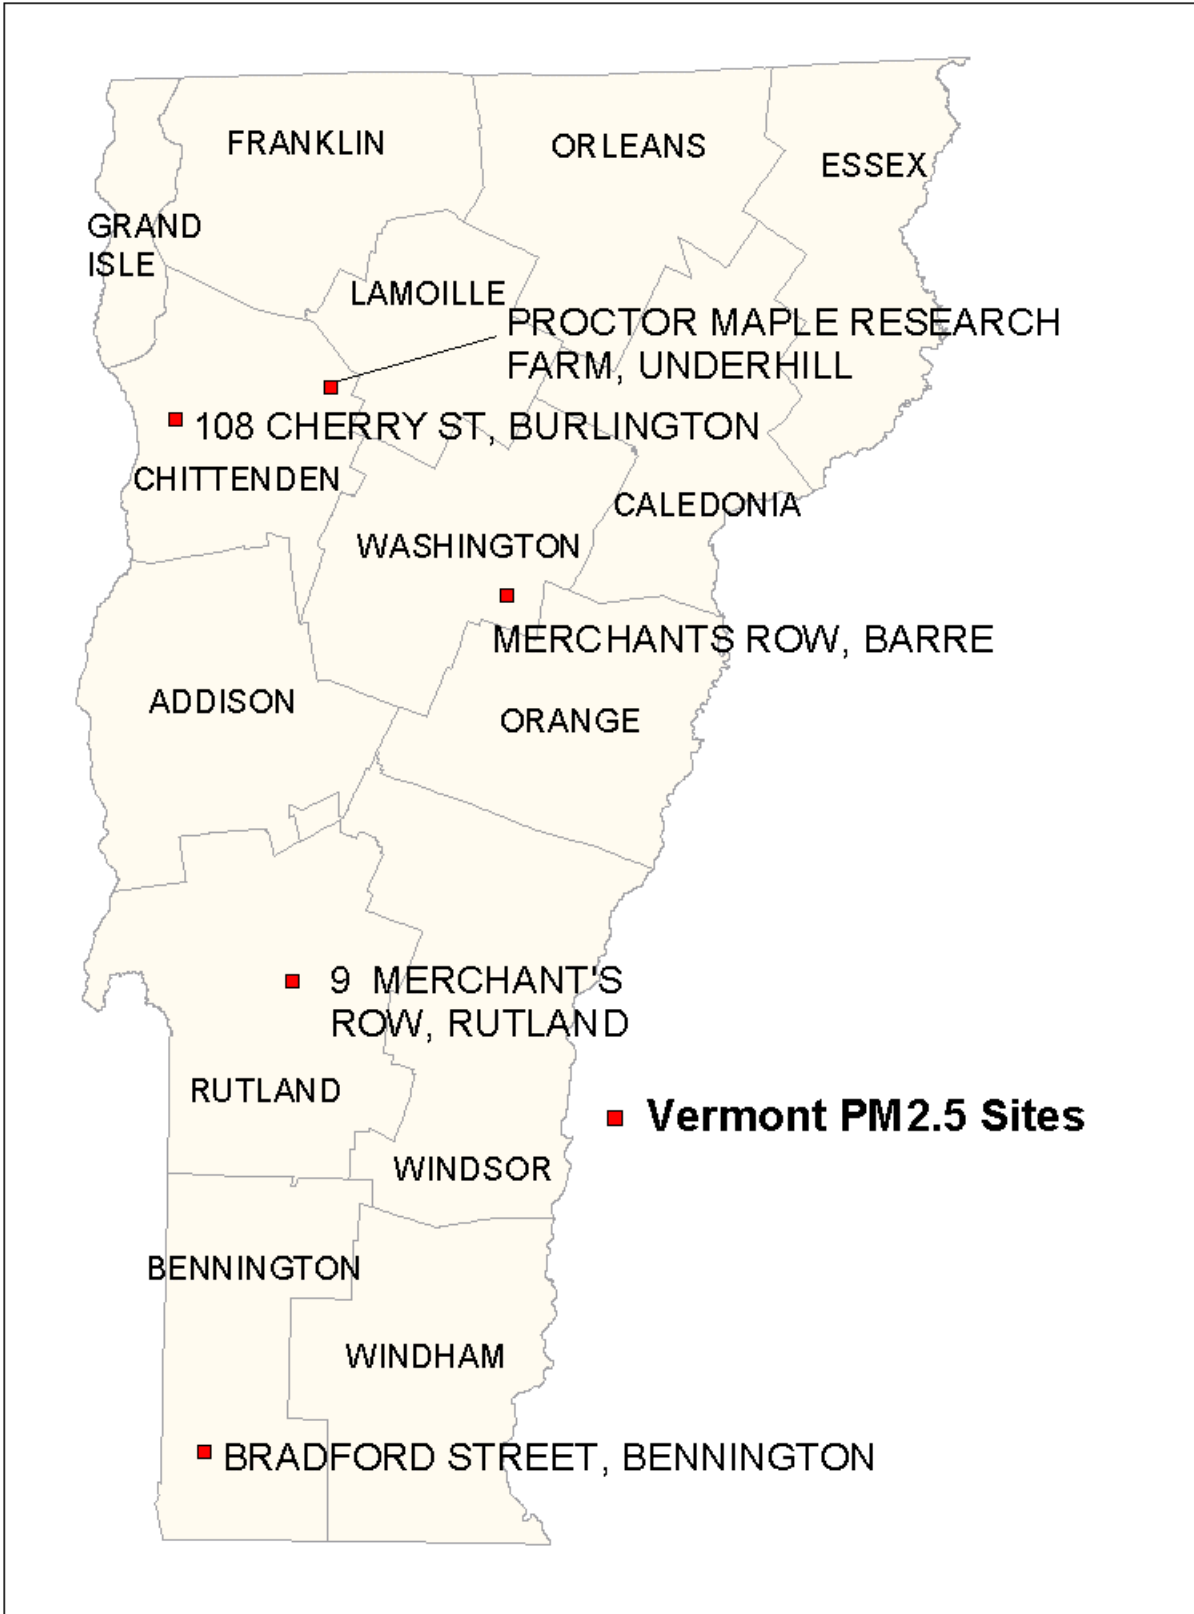 FRANKLIN
ORLEANS
ESSEX
GRAND
ISLE
LAMOILLE
PROCTOR MAPLE RESEARCH
FARM, UNDERHILL
108 CHERRY ST, BURLINGTON
CHITTENDEN
CALEDONIA
WASHINGTON
MERCHANTS ROW, BARRE
ADDISON
ORANGE
9 MERCHANT'S
ROW, RUTLAND
RUTLAND
Vermont PM2.5 Sites
WINDSOR
BENNINGTON
WINDHAM
BRADFORD STREET, BENNINGTON